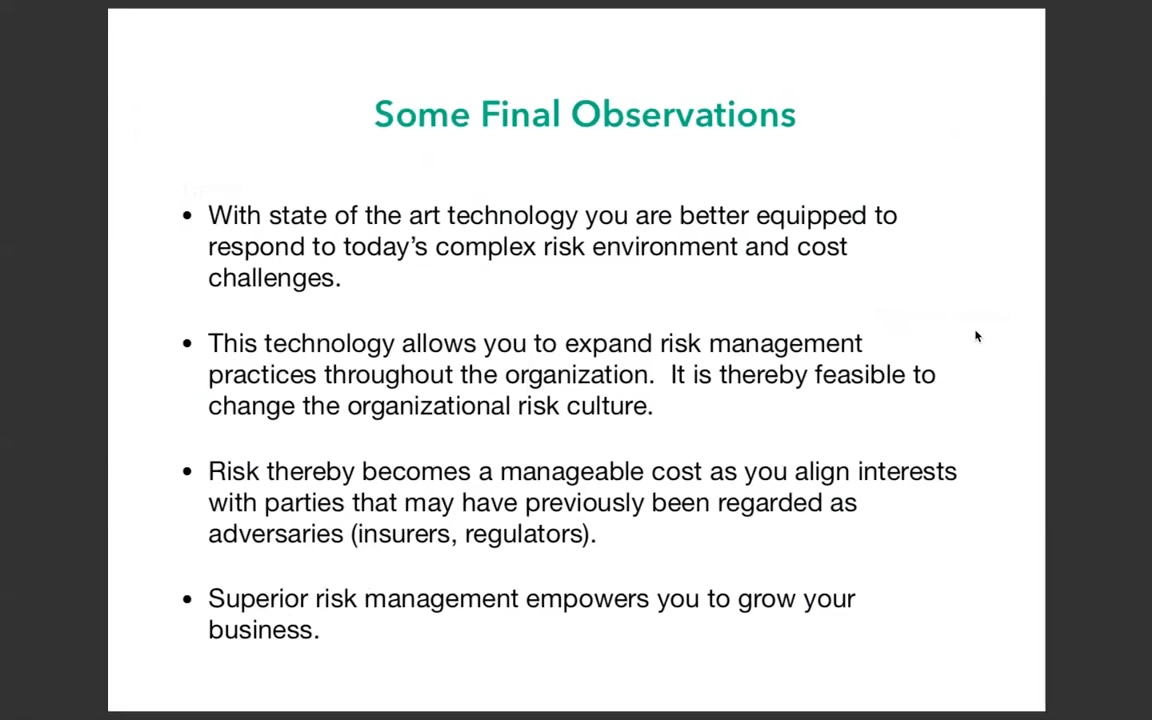 Some Final Observations
• With state of the art technology you are better equipped to
respond to today’s complex risk environment and cost
challenges.
• This technology allows you to expand risk management
practices throughout the organization.  It is thereby feasible to
change the organizational risk culture.
• Risk thereby becomes a manageable cost as you align interests
with parties that may have previously been regarded as
adversaries (insurers, regulators).
• Superior risk management empowers you to grow your
business.